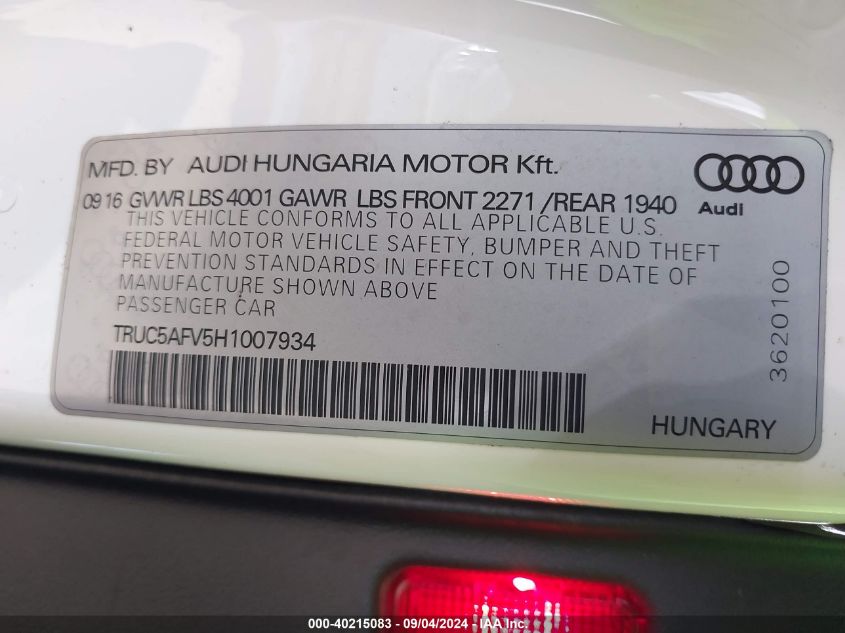 MFD. BY AUDI HUNGARIA MOTOR Kft.
09 16 GVWR LBS 4001 GAWR LBS FRONT 2271 /REAR 1940
Audi
THIS VEHICLE CONFORMS TO ALL APPLICABLE U.S.
FEDERAL MOTOR VEHICLE SAFETY, BUMPER AND THEFT
PREVENTION STANDARDS IN EFFECT ON THE DATE OF
MANUFACTURE SHOWN ABOVE
PASSENGER CAR
TRUC5AFV5H1007934
3620100
HUNGARY
000-40215083 - 09/04/2024 - IAA Inc.